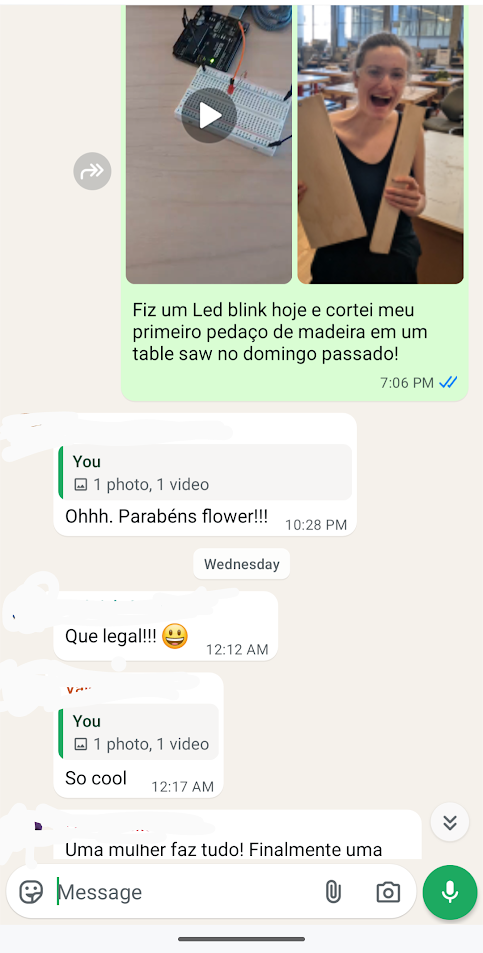 Fiz um Led blink hoje e cortei meu
primeiro pedaço de madeira em um
table saw no domingo passado!
7:06 PM
You
1 photo, 1 video
Ohhh. Parabéns flower!!!
10:28 PM
Wednesday
Que legal!!! 😃
12:12 AM
You
1 photo, 1 video
So cool
12:17 AM
Uma mulher faz tudo! Finalmente uma
Message